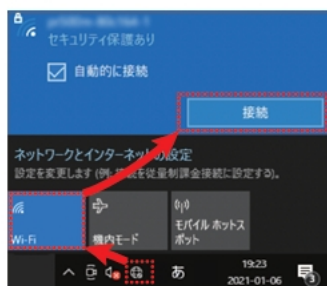 セキュリティ保護あり
自動的に接続
接続
ネットワークとインターネットの設定
設定を変更します (例: 接続を従量制課金接続に設定する)。
Wi-Fi
機内モード
モバイル ホットス
ポット
あ
19:23
2021-01-06